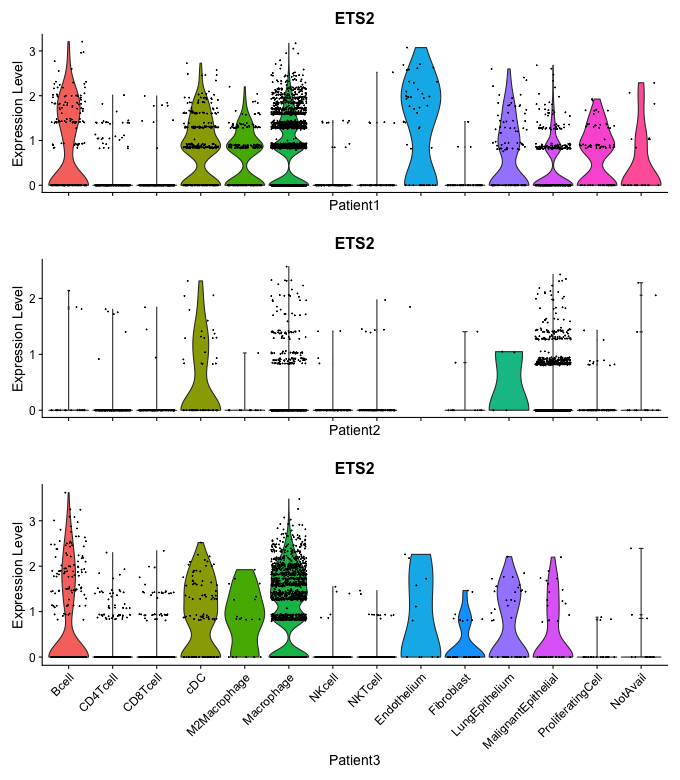 ETS2
Expression Level
3
2
1
0
Patient1
ETS2
Expression Level
2
1
0
Patient2
ETS2
Expression Level
3
2
1
0
Bcell
CD4Tcell
CD8Tcell
cDC
M2Macrophage
Macrophage
NKcell
NKTcell
Endothelium
Fibroblast
LungEpithelium
MalignantEpithelial
ProliferatingCell
NotAvail
Patient3